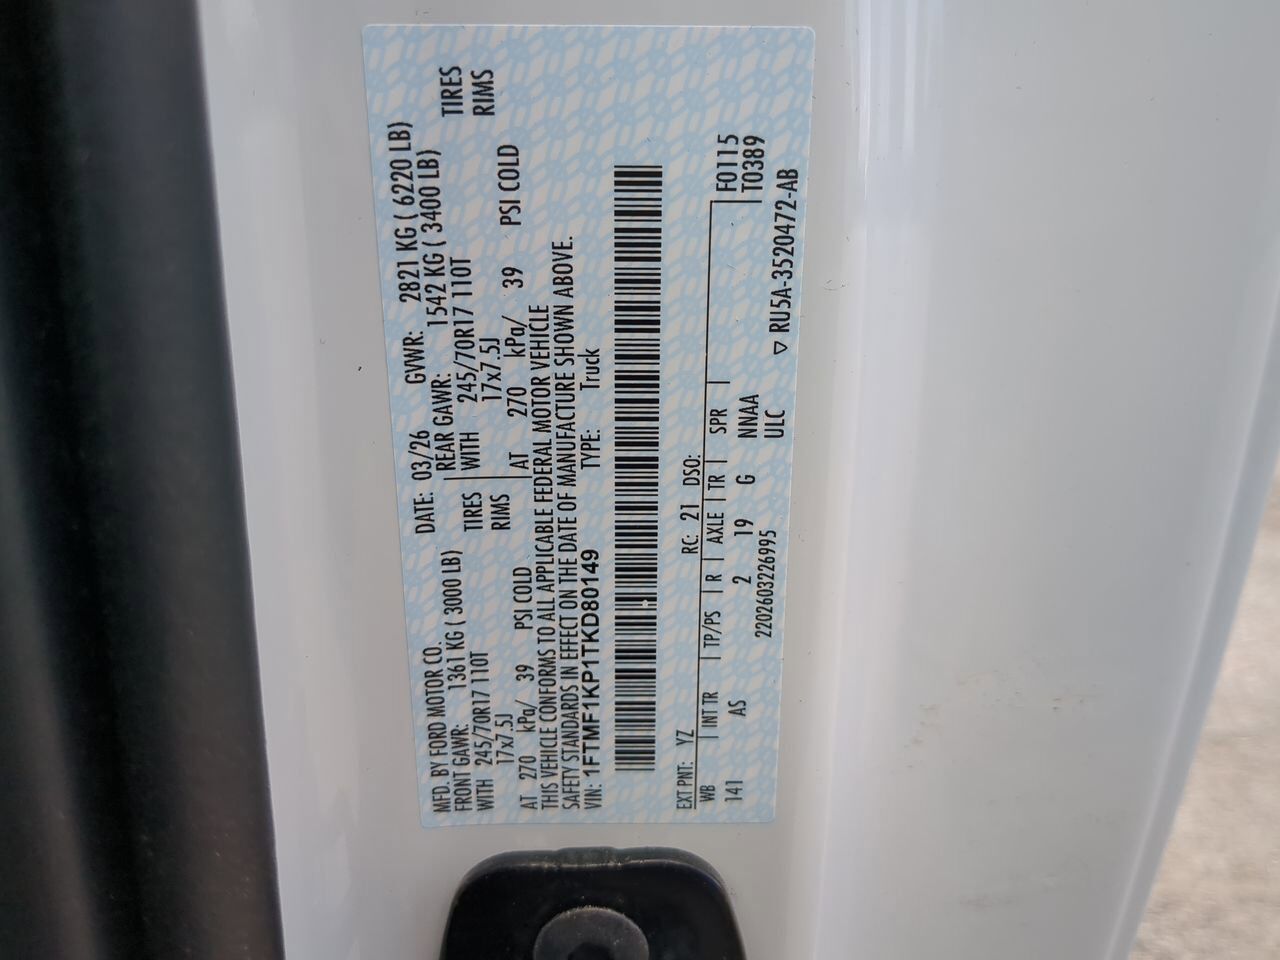 MFD. BY FORD MOTOR CO. DATE: 03/26 GVWR: 2821 KG ( 6220 LB)
FRONT GAWR: 1361 KG ( 3000 LB) REAR GAWR: 1542 KG ( 3400 LB)
WITH 245/70R17 110T TIRES WITH 245/70R17 110T TIRES
17x7.5J RIMS 17x7.5J RIMS
AT 270 kPa/ 39 PSI COLD AT 270 kPa/ 39 PSI COLD
THIS VEHICLE CONFORMS TO ALL APPLICABLE FEDERAL MOTOR VEHICLE
SAFETY STANDARDS IN EFFECT ON THE DATE OF MANUFACTURE SHOWN ABOVE.
VIN: 1FTMF1KP1TKD80149 TYPE: Truck
EXT PNT: YZ RC: 21 DSO:
WB INT TR TP/PS R AXLE TR SPR F0115
141 AS 2 19 G NNAA T0389
2202603226995 ULC
▽ RU5A-3520472-AB